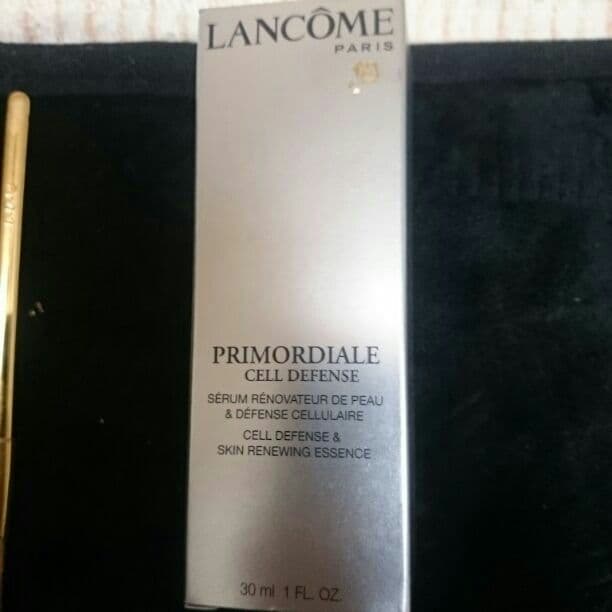 LANCÔME
PARIS
PRIMORDIALE
CELL DEFENSE
SÉRUM RÉNOVATEUR DE PEAU
& DÉFENSE CELLULAIRE
CELL DEFENSE &
SKIN RENEWING ESSENCE
30 ml 1 FL. OZ.